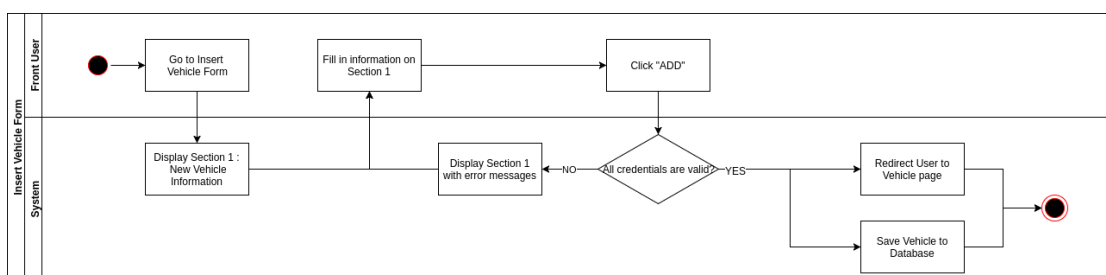 Insert Vehicle Form
Front User
Go to Insert
Vehicle Form
Fill in information on
Section 1
Click "ADD"
System
Display Section 1 :
New Vehicle
Information
Display Section 1
with error messages
NO
All credentials are valid?
YES
Redirect User to
Vehicle page
Save Vehicle to
Database